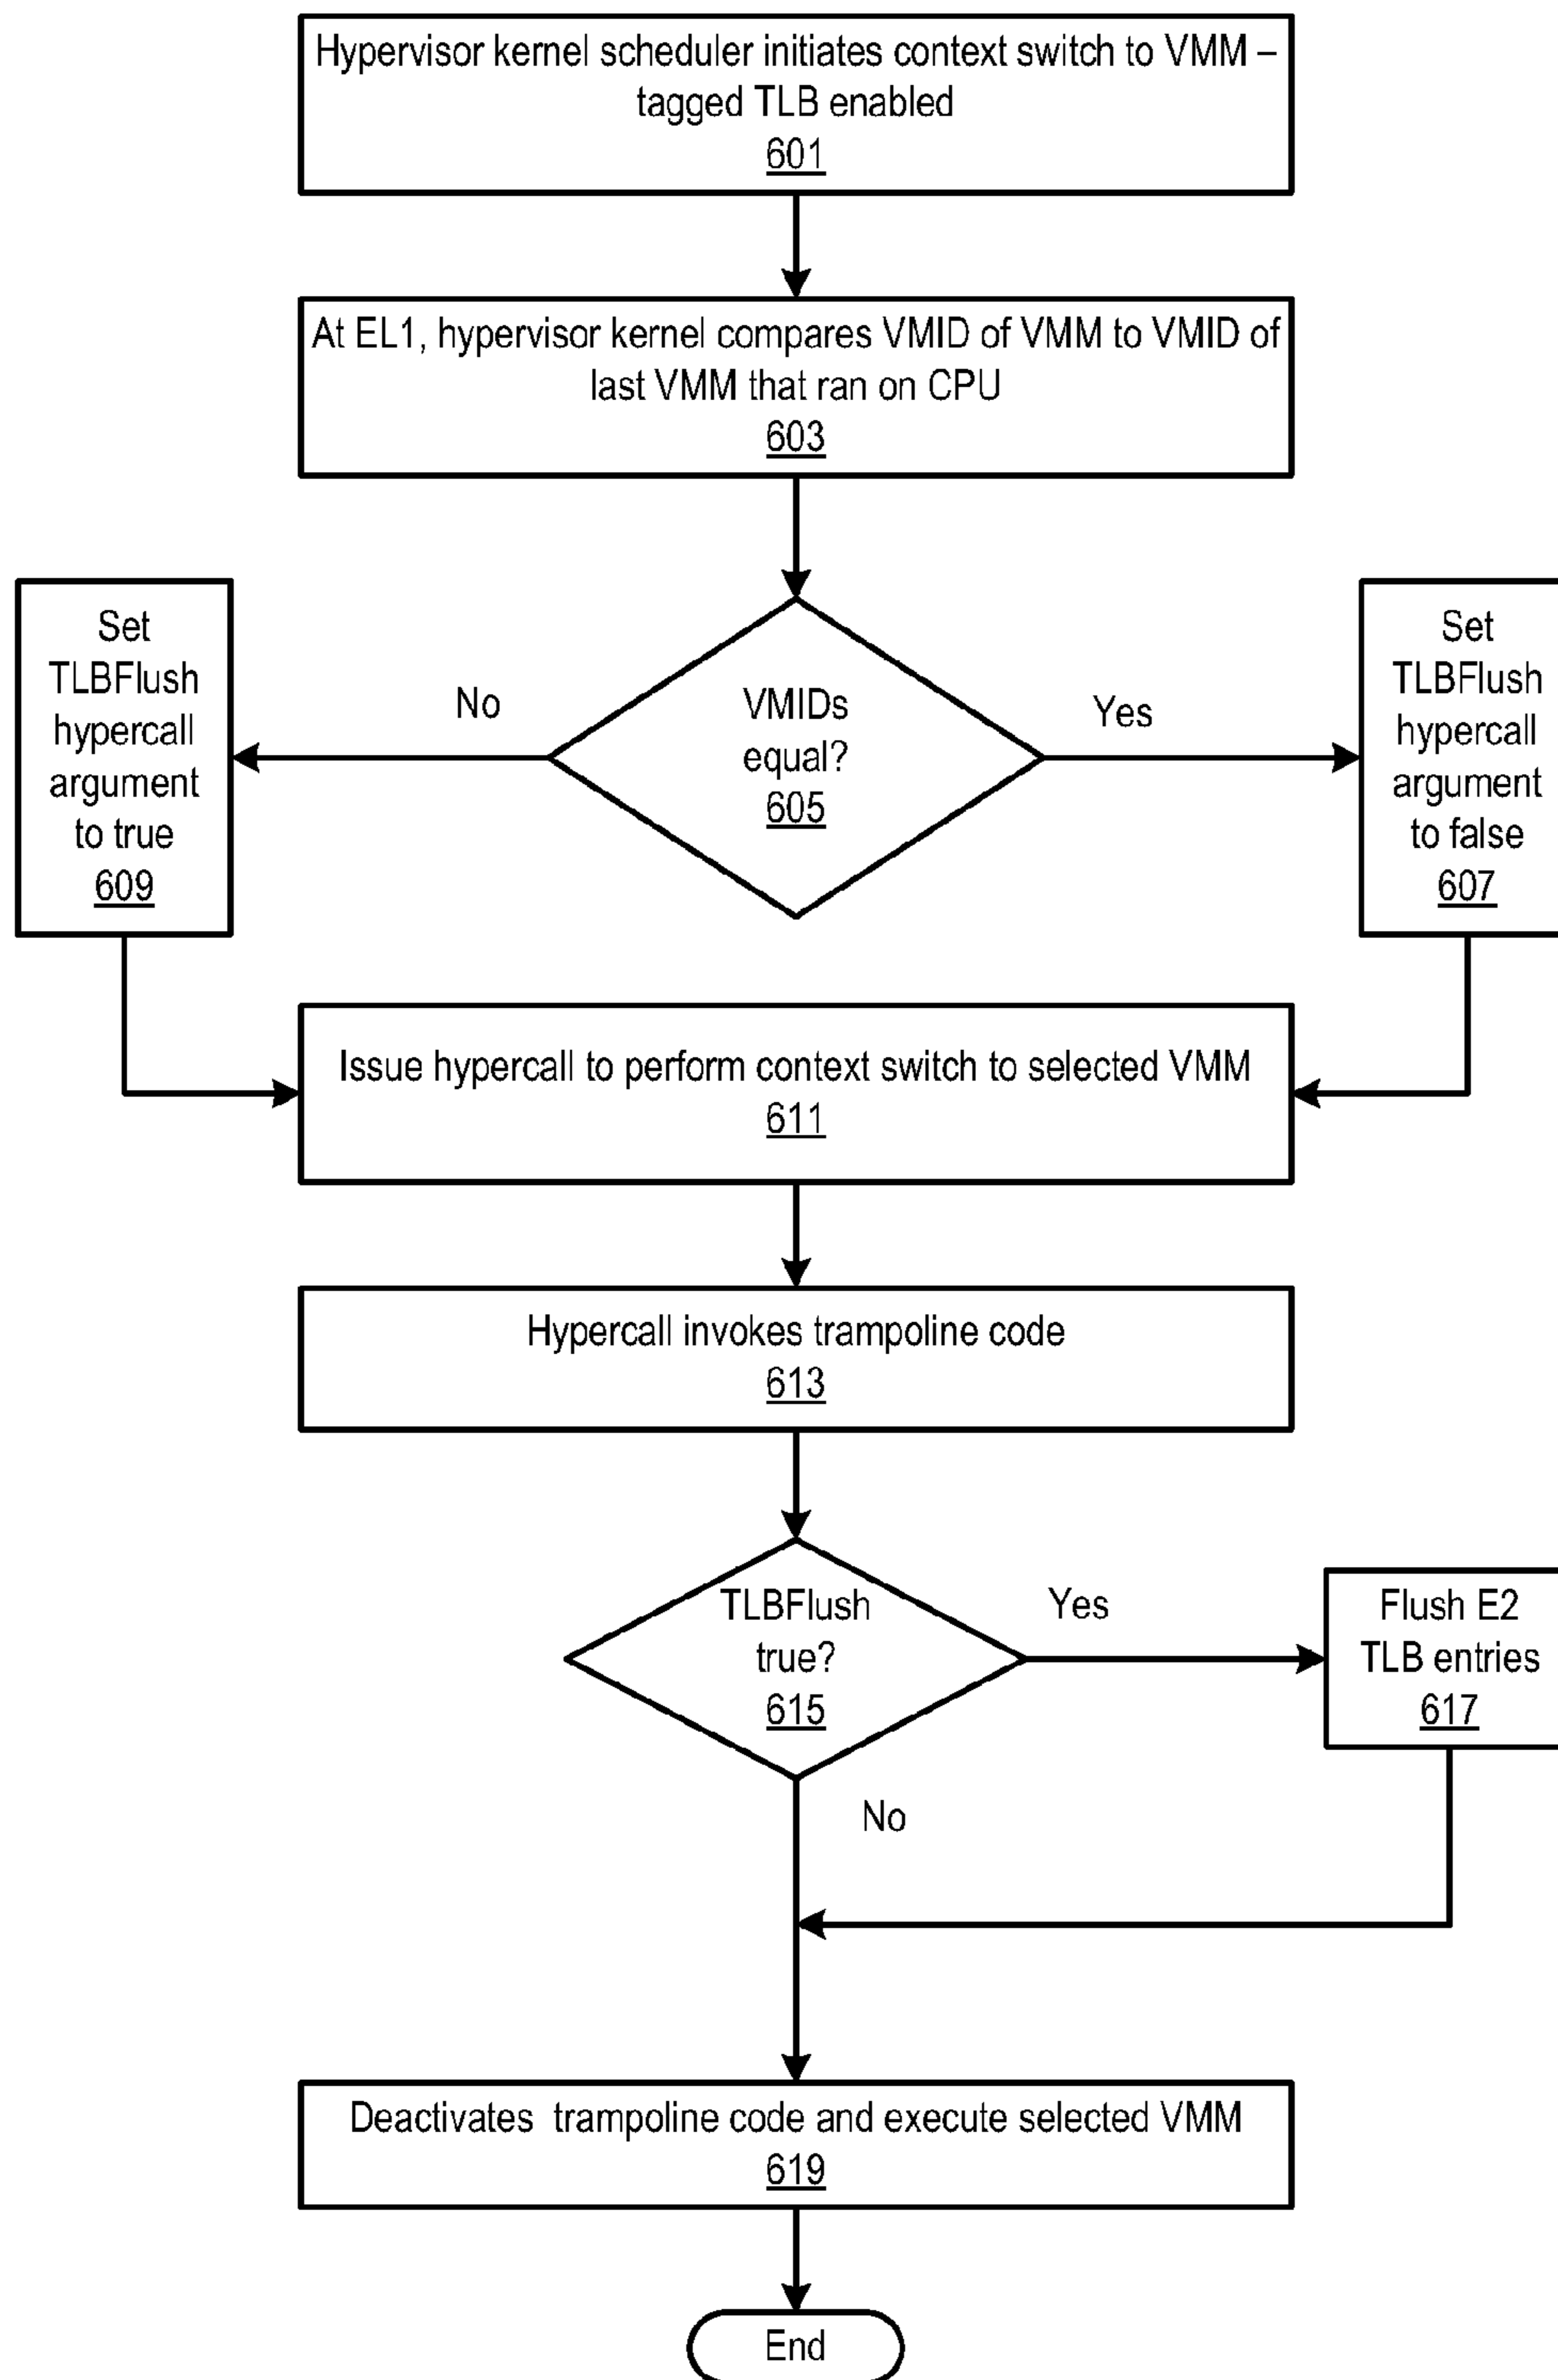 Hypervisor kernel scheduler initiates context switch to VMM –
tagged TLB enabled
601
At EL1, hypervisor kernel compares VMID of VMM to VMID of
last VMM that ran on CPU
603
Set
TLBFlush
hypercall
argument
to true
609
No
VMIDs
equal?
605
Yes
Set
TLBFlush
hypercall
argument
to false
607
Issue hypercall to perform context switch to selected VMM
611
Hypercall invokes trampoline code
613
TLBFlush
true?
615
Yes
Flush E2
TLB entries
617
No
Deactivates  trampoline code and execute selected VMM
619
End